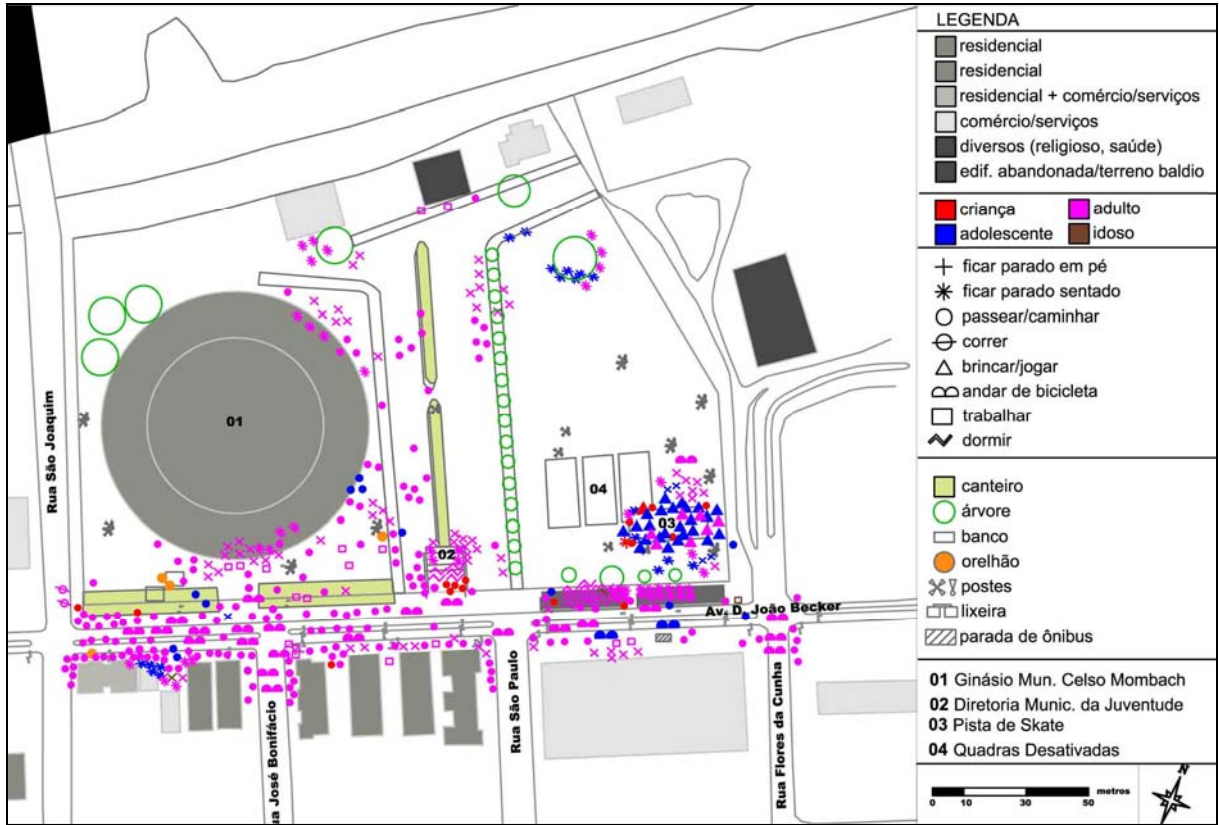 LEGENDA
residencial
residencial
residencial + comércio/serviços
comércio/serviços
diversos (religioso, saúde)
edif. abandonada/terreno baldio
criança
adulto
adolescente
idoso
ficar parado em pé
ficar parado sentado
passear/caminhar
correr
brincar/jogar
andar de bicicleta
trabalhar
dormir
canteiro
árvore
banco
orelhão
postes
lixeira
parada de ônibus
01 Ginásio Mun. Celso Mombach
02 Diretoria Munic. da Juventude
03 Pista de Skate
04 Quadras Desativadas
metros
0 10 30 50
N
Rua São Joaquim
01
04
03
02
Av. D. João Becker
ua José Bonifácio
Rua São Paulo
Rua Flores da Cunha